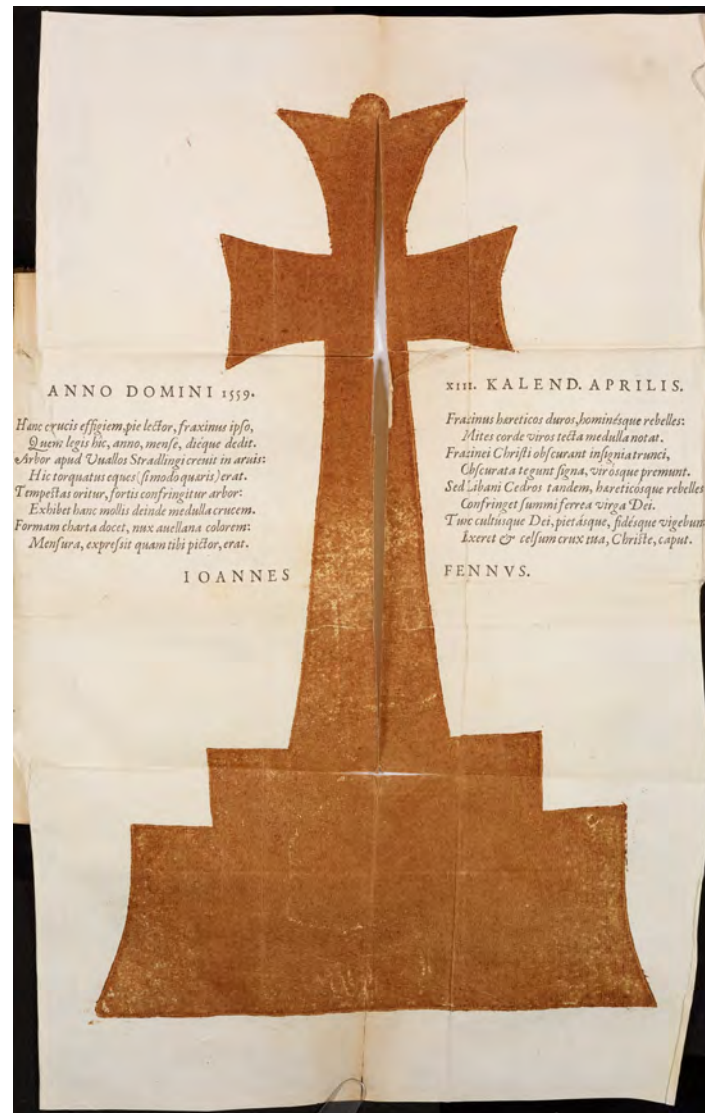 ANNO DOMINI 1559.
Hanc crucis effigiem, pie lector, fraxinus ipso,
Quem legis hic, anno, mense, dieque dedit.
Arbor apud Vuallos Stradlingi creuit in aruis:
Hic torquatus eques (si modo quæris) erat.
Tempestas oritur, fortis confringitur arbor:
Exhibet hanc mollis deinde medulla crucem.
Formam charta docet, nux auellana colorem:
Mensura, expressit quam tibi pictor, erat.
IOANNES
XIII. KALEND. APRILIS.
Fraxinus hæreticos duros, hominésque rebelles:
Mites corde viros tecta medulla notat.
Fraxinei Christi obscurant insignia trunci,
Obscurata tegunt signa, virósque premunt.
Sed Libani Cedros tandem, hæreticósque rebelles
Confringet summi ferrea virga Dei.
Tunc cultúsque Dei, pietásque, fidésque vigebunt
Exeret & celsum crux tua, Christe, caput.
FENNVS.